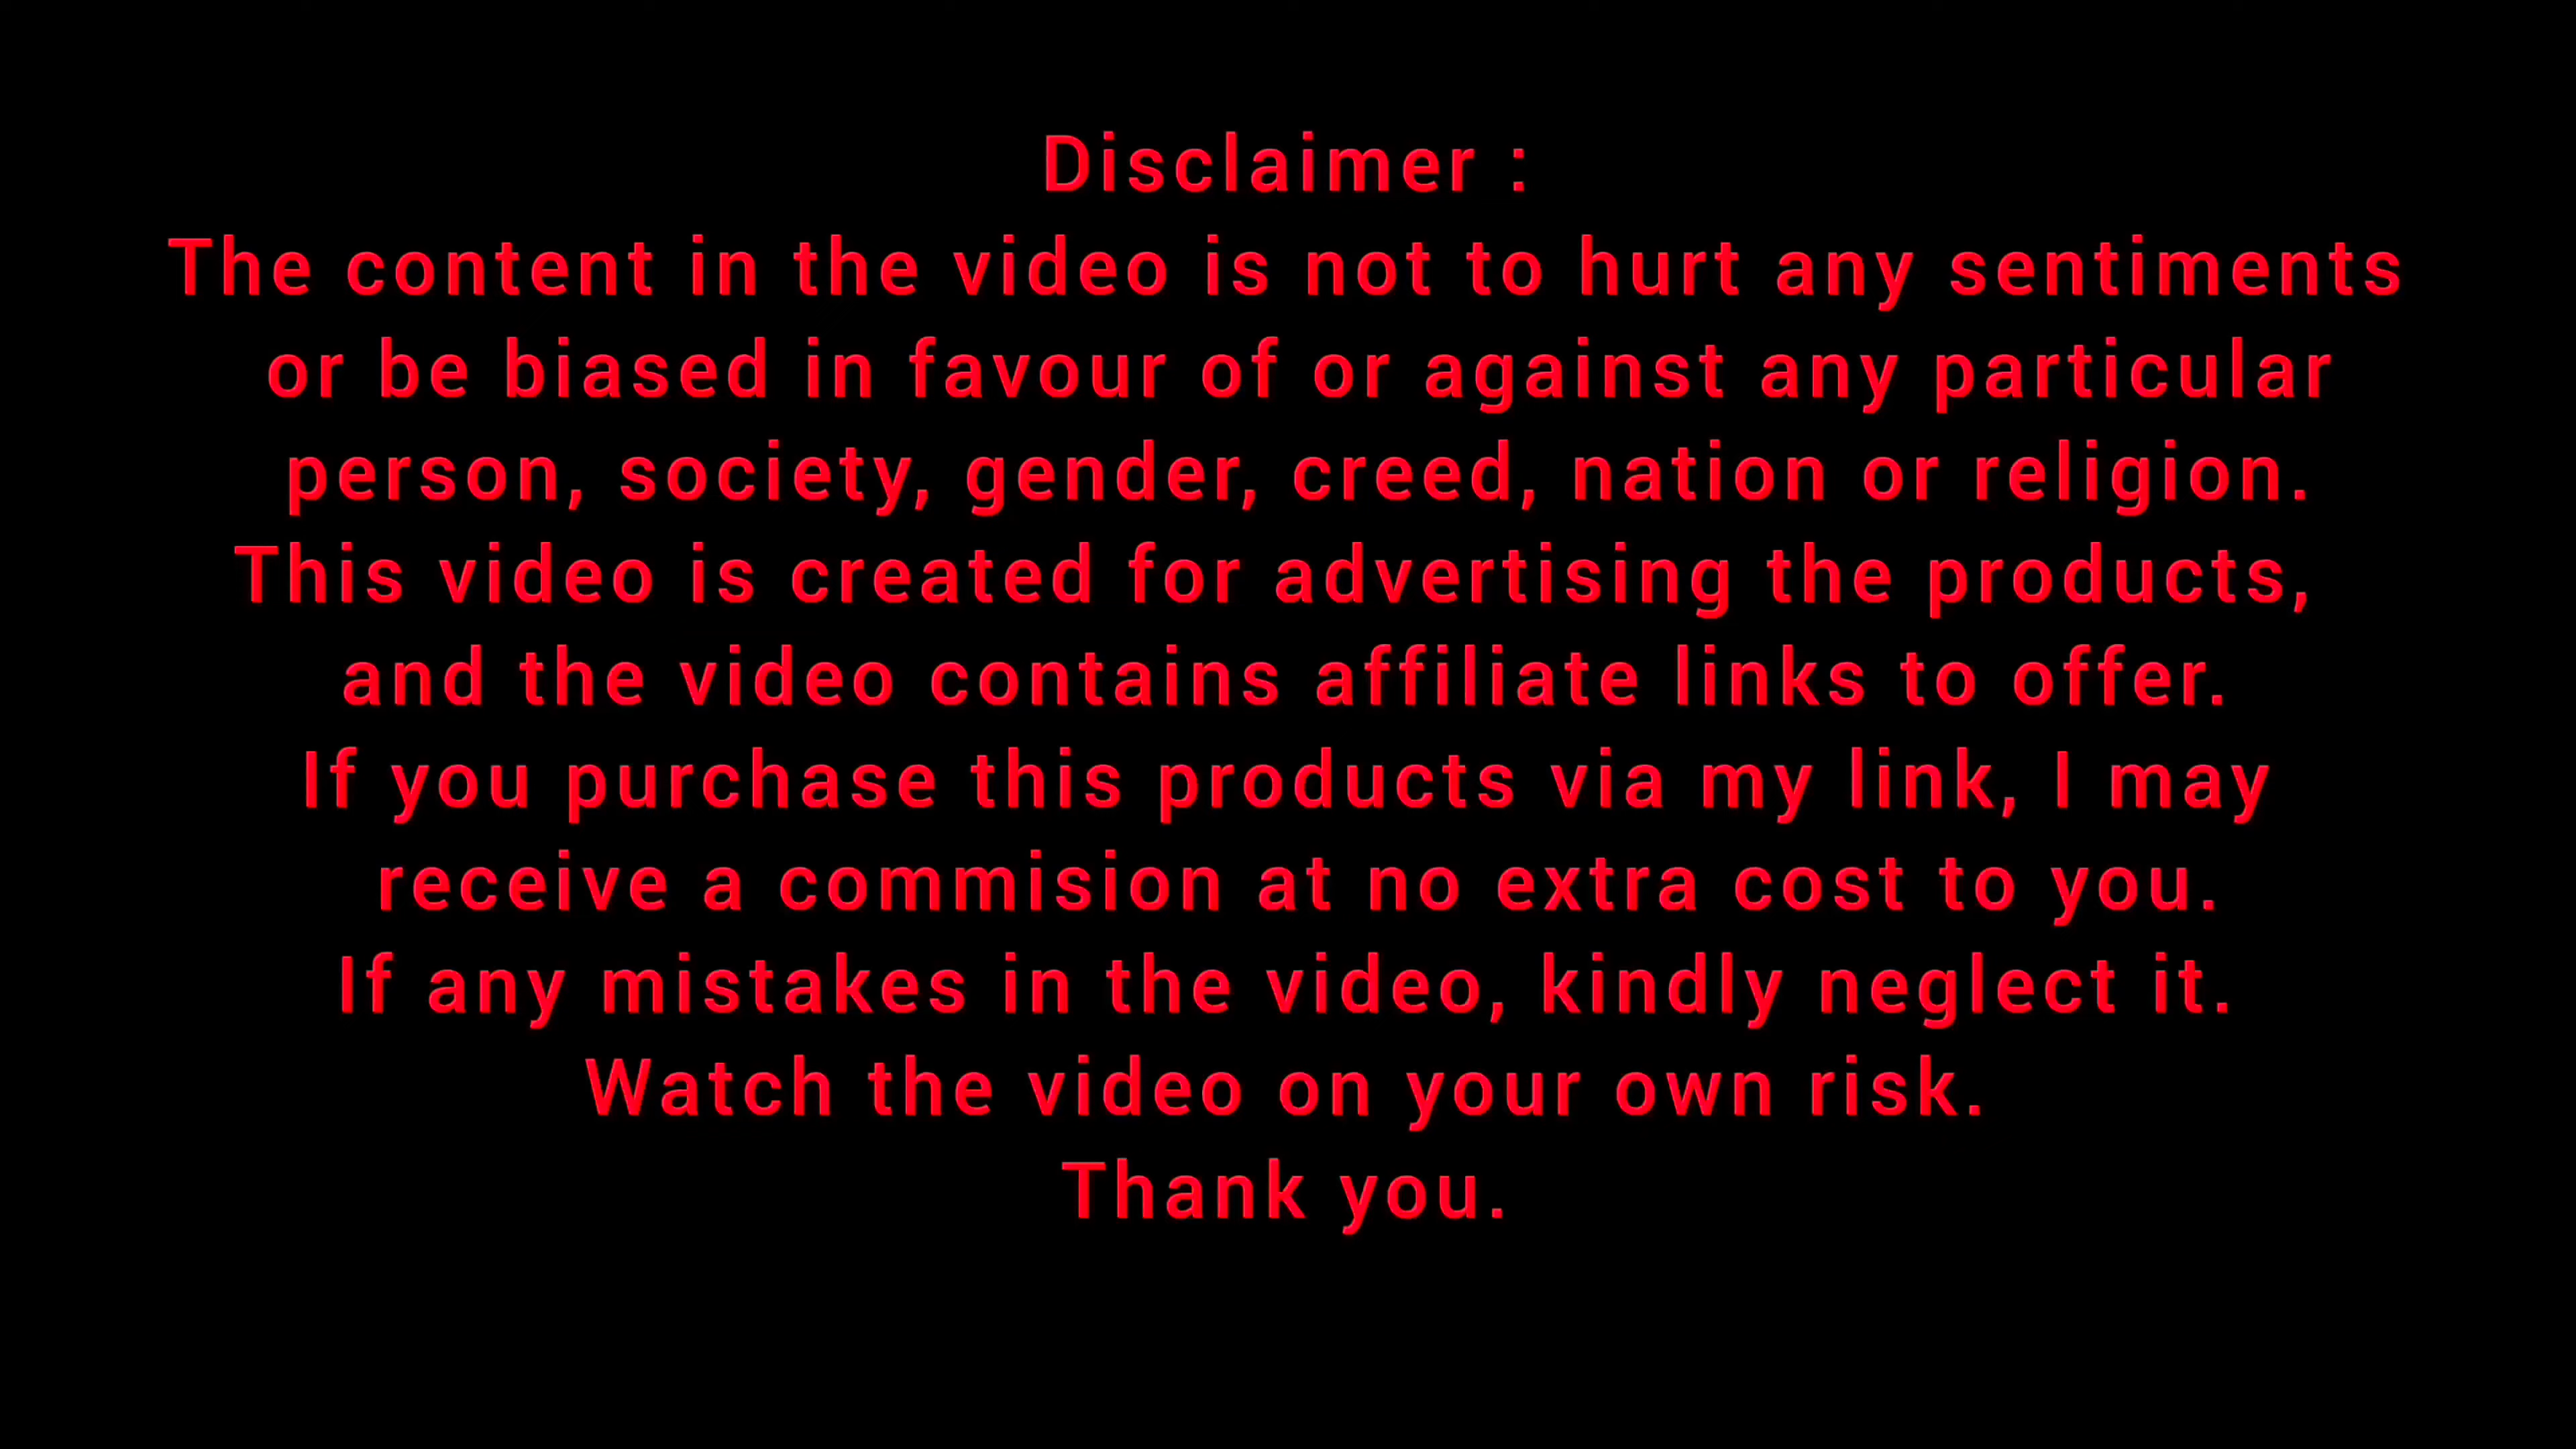 Disclaimer :
The content in the video is not to hurt any sentiments
or be biased in favour of or against any particular
person, society, gender, creed, nation or religion.
This video is created for advertising the products,
and the video contains affiliate links to offer.
If you purchase this products via my link, I may
receive a commision at no extra cost to you.
If any mistakes in the video, kindly neglect it.
Watch the video on your own risk.
Thank you.